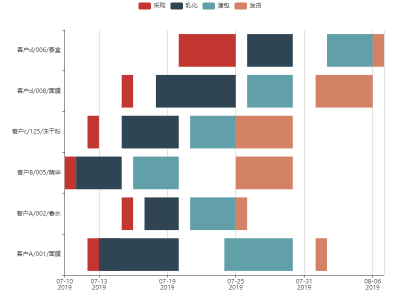 采购 乳化 灌包 发货
客户d/006/套盒
客户d/008/面膜
客户c/125/冻干粉
客户B/005/精华
客户A/002/香水
客户A/001/面膜
07-10 07-13 07-19 07-25 07-31 08-06
2019 2019 2019 2019 2019 2019